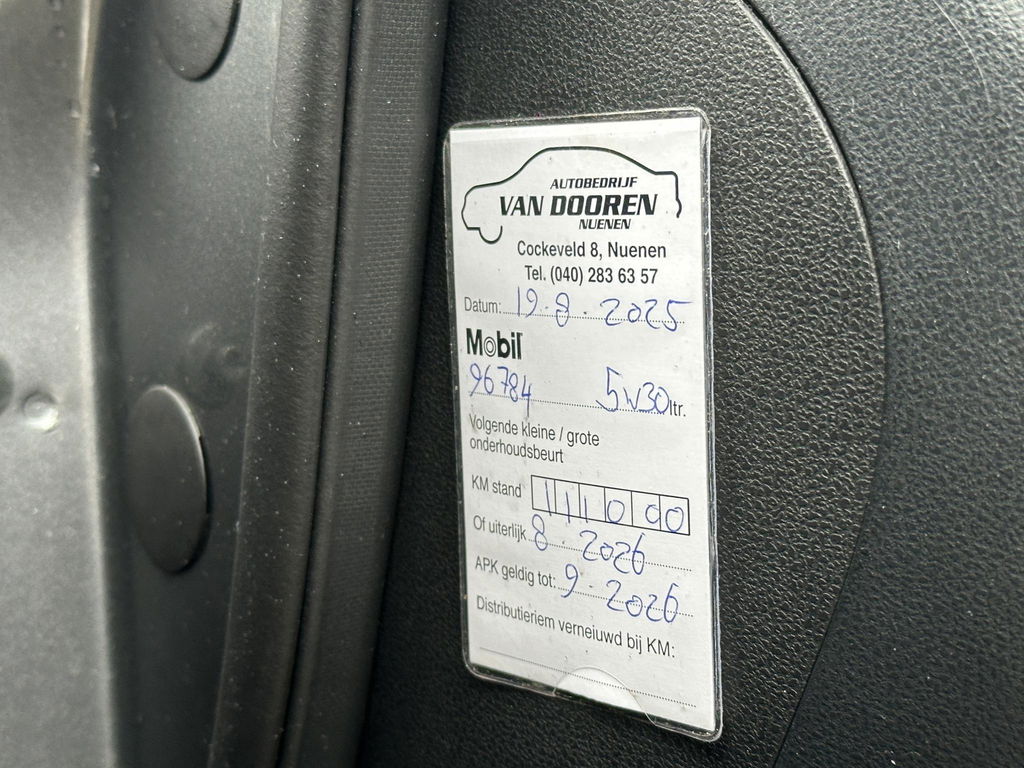 AUTOBEDRIJF
VAN DOOREN
NUENEN
Cockeveld 8, Nuenen
Tel. (040) 283 63 57
Datum: 19-8-2025
Mobil
96784 5w30 ltr.
Volgende kleine / grote
onderhoudsbeurt
KM stand 111000
Of uiterlijk 8-2026
APK geldig tot: 9-2026
Distributieriem verneiuwd bij KM: